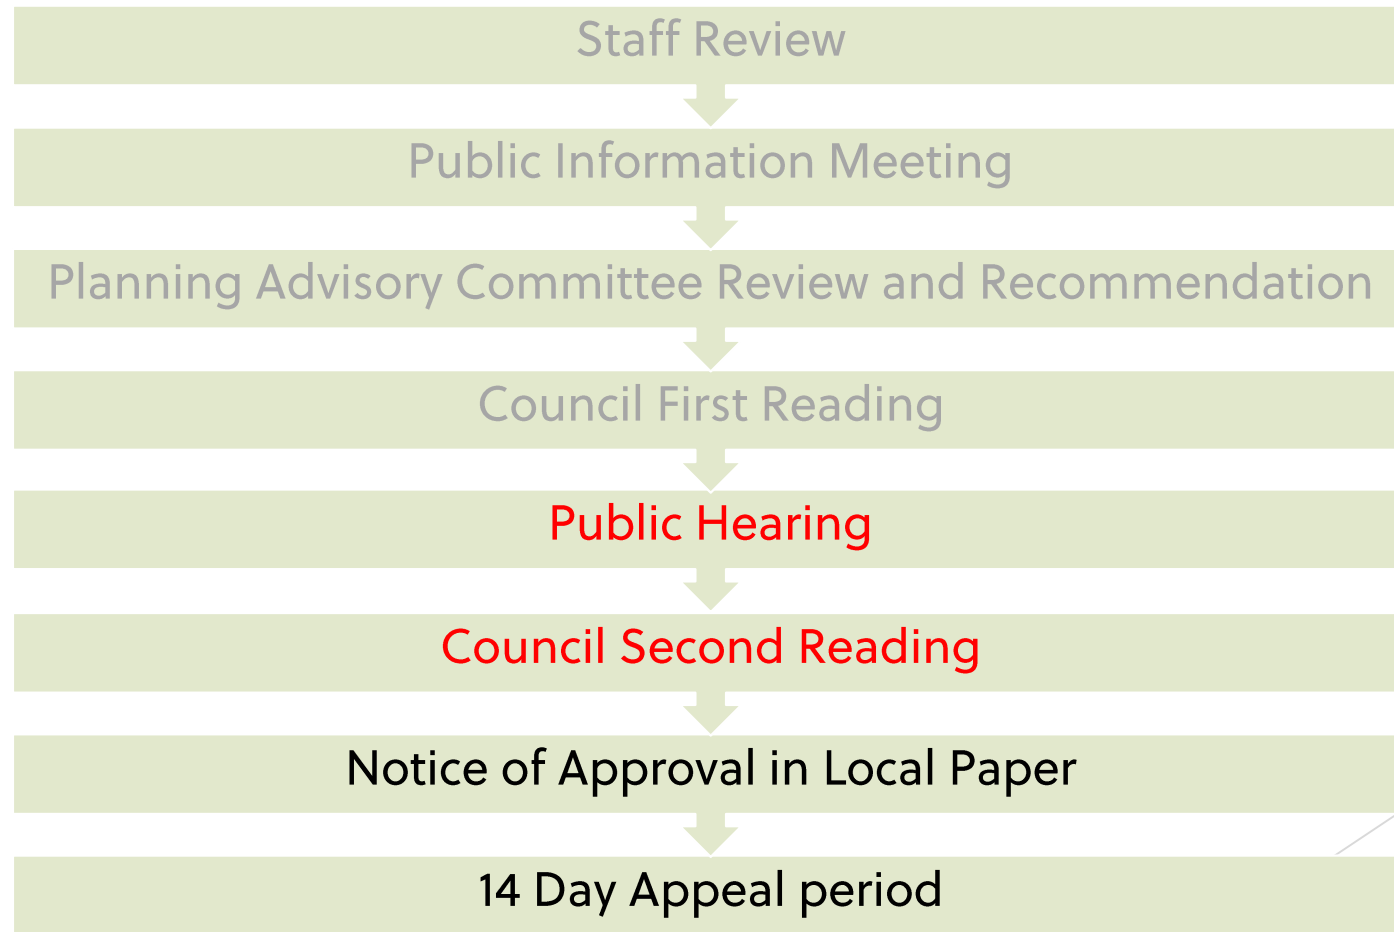 Staff Review
Public Information Meeting
Planning Advisory Committee Review and Recommendation
Council First Reading
Public Hearing
Council Second Reading
Notice of Approval in Local Paper
14 Day Appeal period